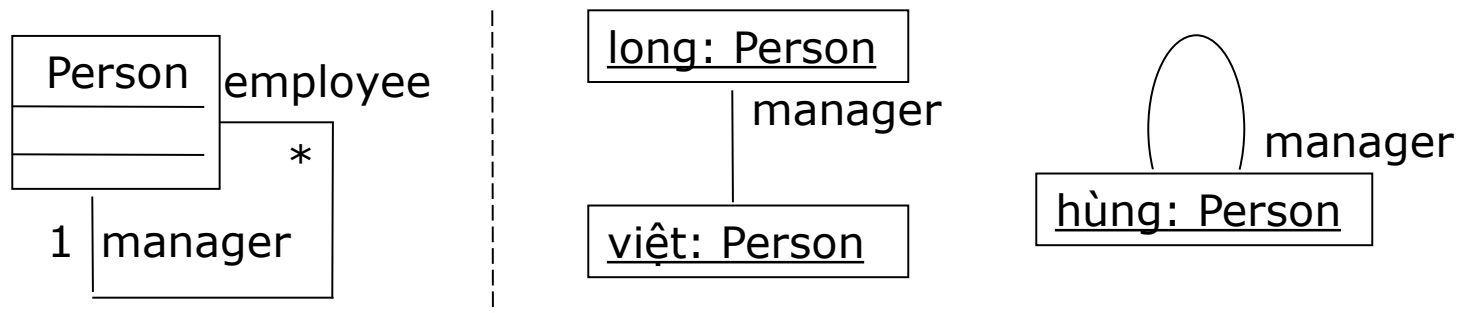 Person
employee
*
1
manager
long: Person
manager
việt: Person
manager
hùng: Person